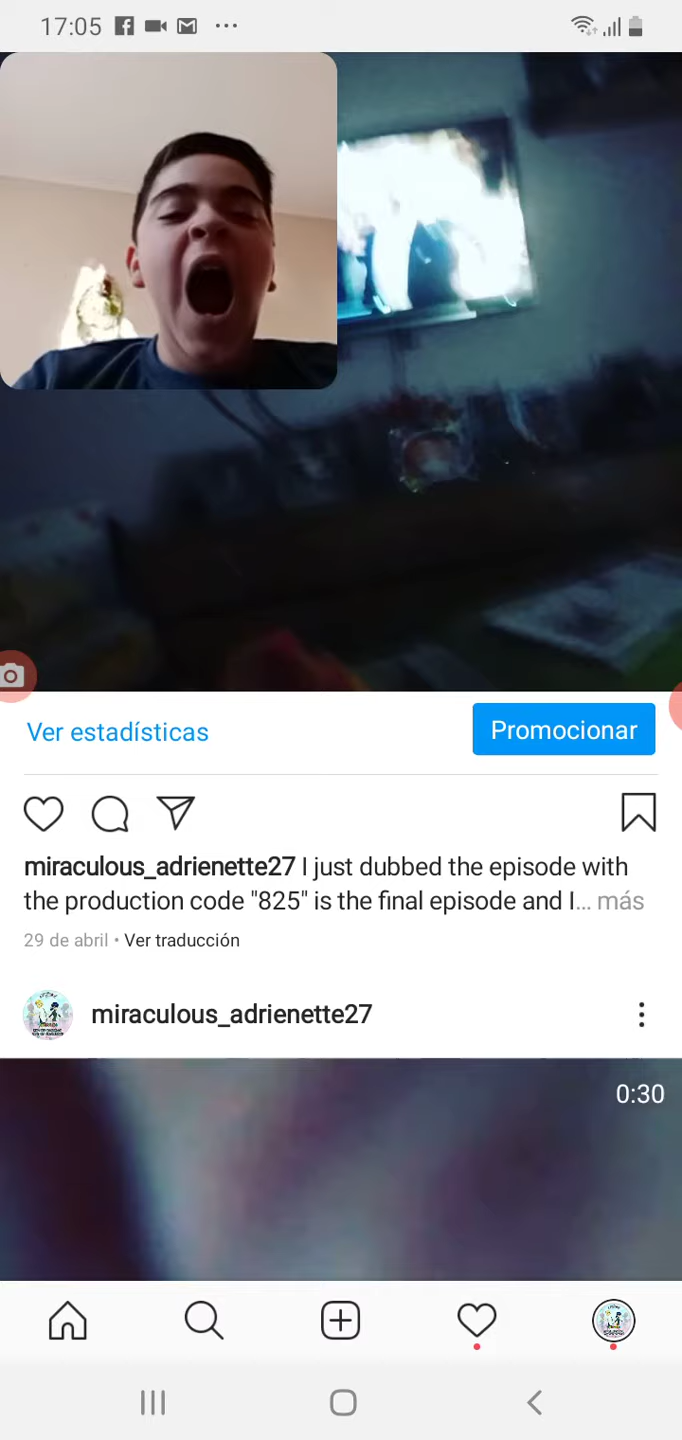 17:05
Ver estadísticas
Promocionar
miraculous_adrienette27 I just dubbed the episode with
the production code "825" is the final episode and I... más
29 de abril • Ver traducción
miraculous_adrienette27
0:30